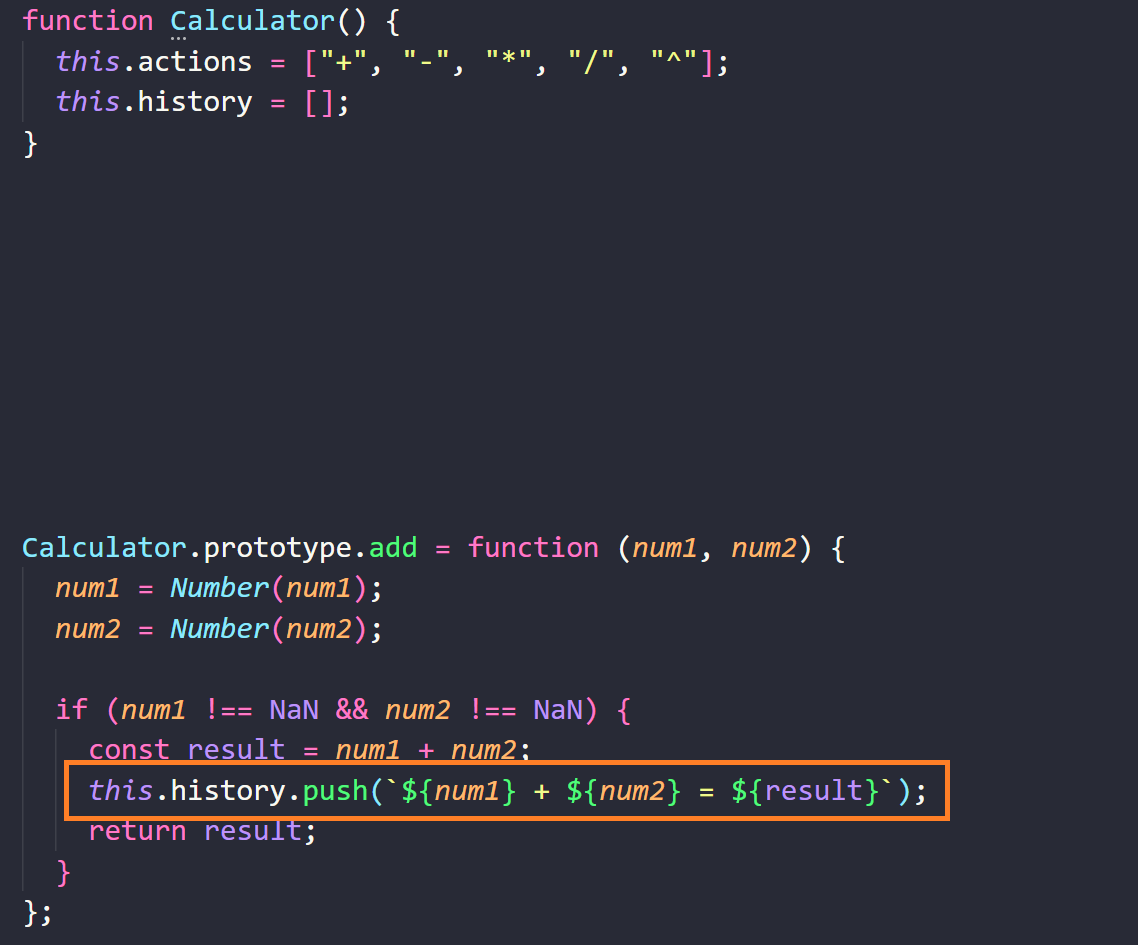 function Calculator() {
this.actions = ["+", "-", "*", "/", "^"];
this.history = [];
}
Calculator.prototype.add = function (num1, num2) {
num1 = Number(num1);
num2 = Number(num2);
if (num1 !== NaN && num2 !== NaN) {
const result = num1 + num2;
this.history.push(`${num1} + ${num2} = ${result}`);
return result;
}
};